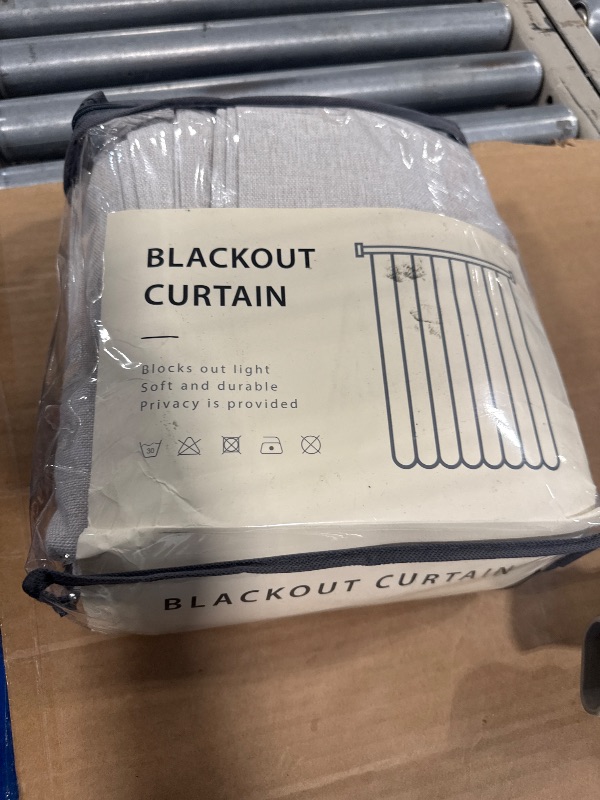 BLACKOUT
CURTAIN
Blocks out light
Soft and durable
Privacy is provided
30
BLACKOUT CURTAIN